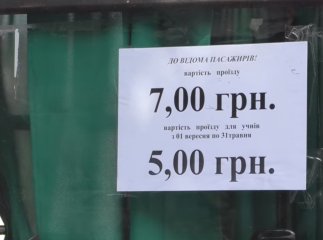 ДО ВІДОМА ПАСАЖИРІВ!
вартість проїзду
7,00 грн.
вартість проїзду для учнів
з 01 вересня по 31травня
5,00 грн.